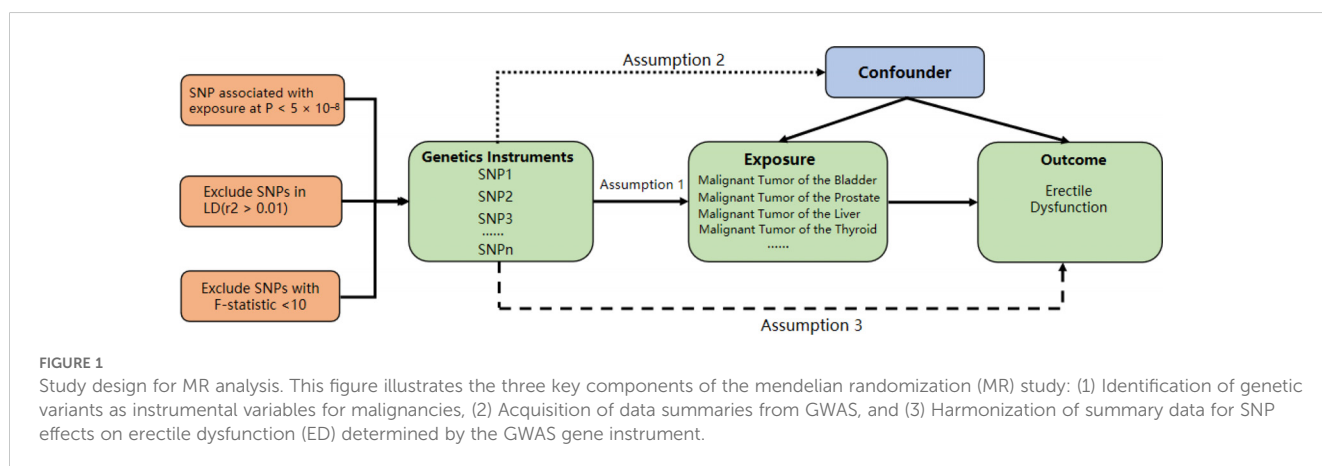 Assumption 2
Confounder
SNP associated with
exposure at P < 5 × 10⁻⁸
Exclude SNPs in
LD(r2 > 0.01)
Exclude SNPs with
F-statistic <10
Genetics Instruments
SNP1
SNP2
SNP3
......
SNPn
Assumption 1
Exposure
Malignant Tumor of the Bladder
Malignant Tumor of the Prostate
Malignant Tumor of the Liver
Malignant Tumor of the Thyroid
......
Outcome
Erectile
Dysfunction
Assumption 3
FIGURE 1
Study design for MR analysis. This figure illustrates the three key components of the mendelian randomization (MR) study: (1) Identification of genetic
variants as instrumental variables for malignancies, (2) Acquisition of data summaries from GWAS, and (3) Harmonization of summary data for SNP
effects on erectile dysfunction (ED) determined by the GWAS gene instrument.